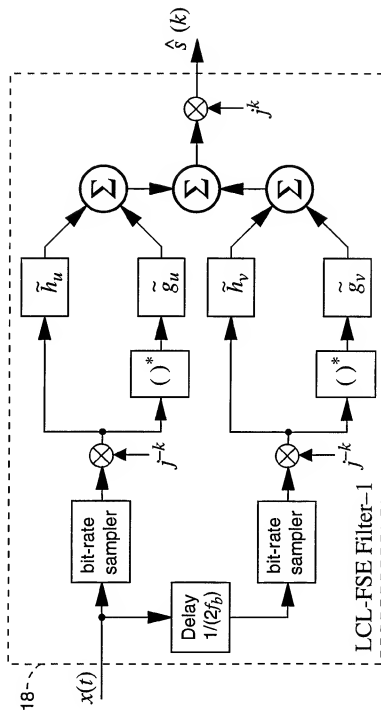 18
x(t)
bit-rate
sampler
j^{-k}
h̃_u
( )*
g̃_u
Σ
Σ
j^k
ŝ(k)
Delay
1/(2f_b)
bit-rate
sampler
j^{-k}
h̃_v
( )*
g̃_v
Σ
LCL-FSE Filter–1